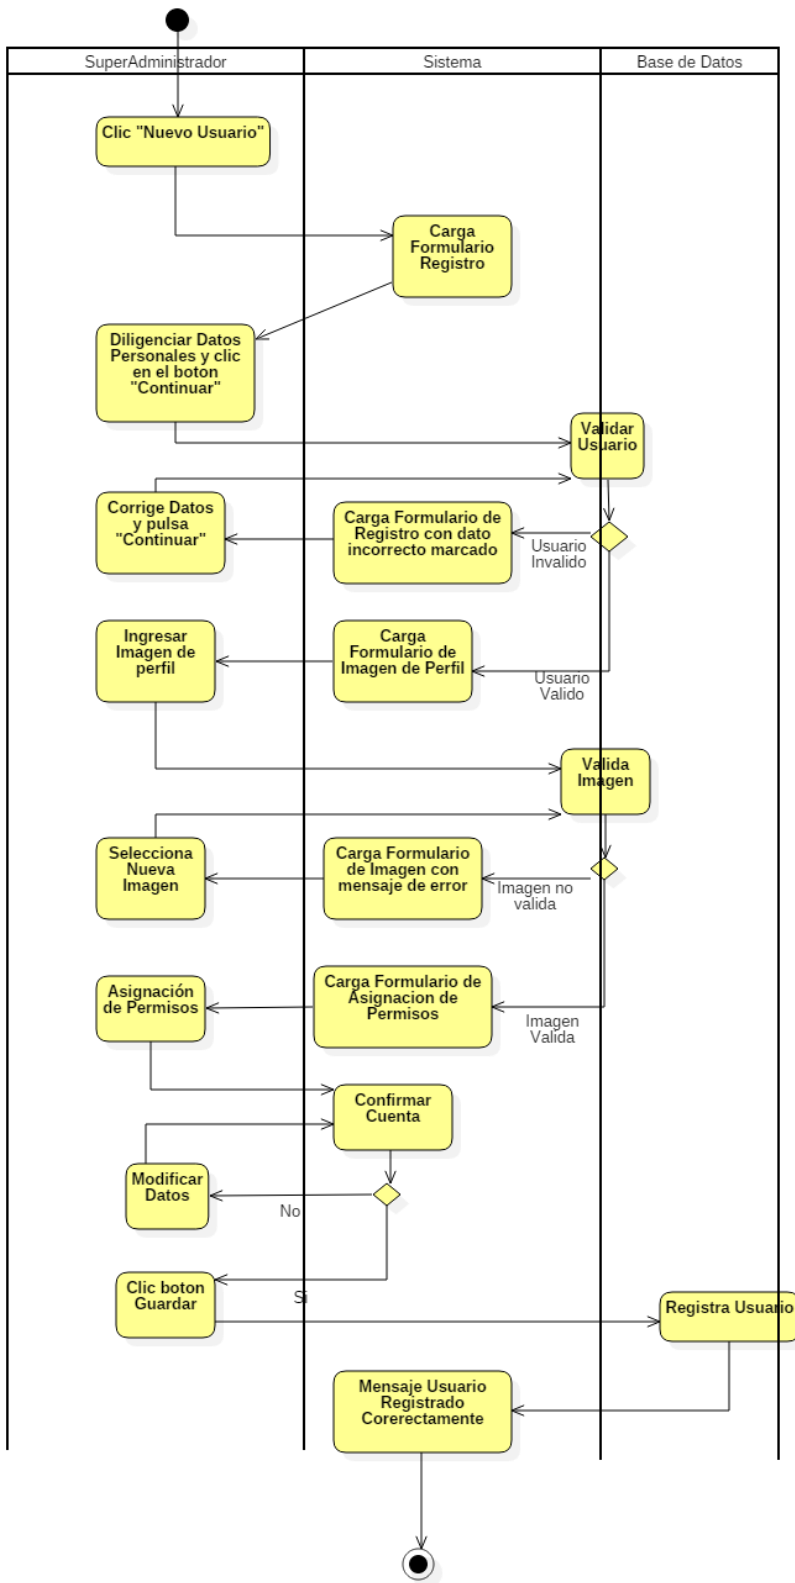 SuperAdministrador
Sistema
Base de Datos
Clic "Nuevo Usuario"
Carga
Formulario
Registro
Diligenciar Datos
Personales y clic
en el boton
"Continuar"
Validar
Usuario
Corrige Datos
y pulsa
"Continuar"
Carga Formulario de
Registro con dato
incorrecto marcado
Usuario
Invalido
Ingresar
Imagen de
perfil
Carga
Formulario de
Imagen de Perfil
Usuario
Valido
Valida
Imagen
Selecciona
Nueva
Imagen
Carga Formulario
de Imagen con
mensaje de error
Imagen no
valida
Asignación
de Permisos
Carga Formulario de
Asignacion de
Permisos
Imagen
Valida
Confirmar
Cuenta
Modificar
Datos
No
Clic boton
Guardar
Si
Registra Usuario
Mensaje Usuario
Registrado
Corerectamente